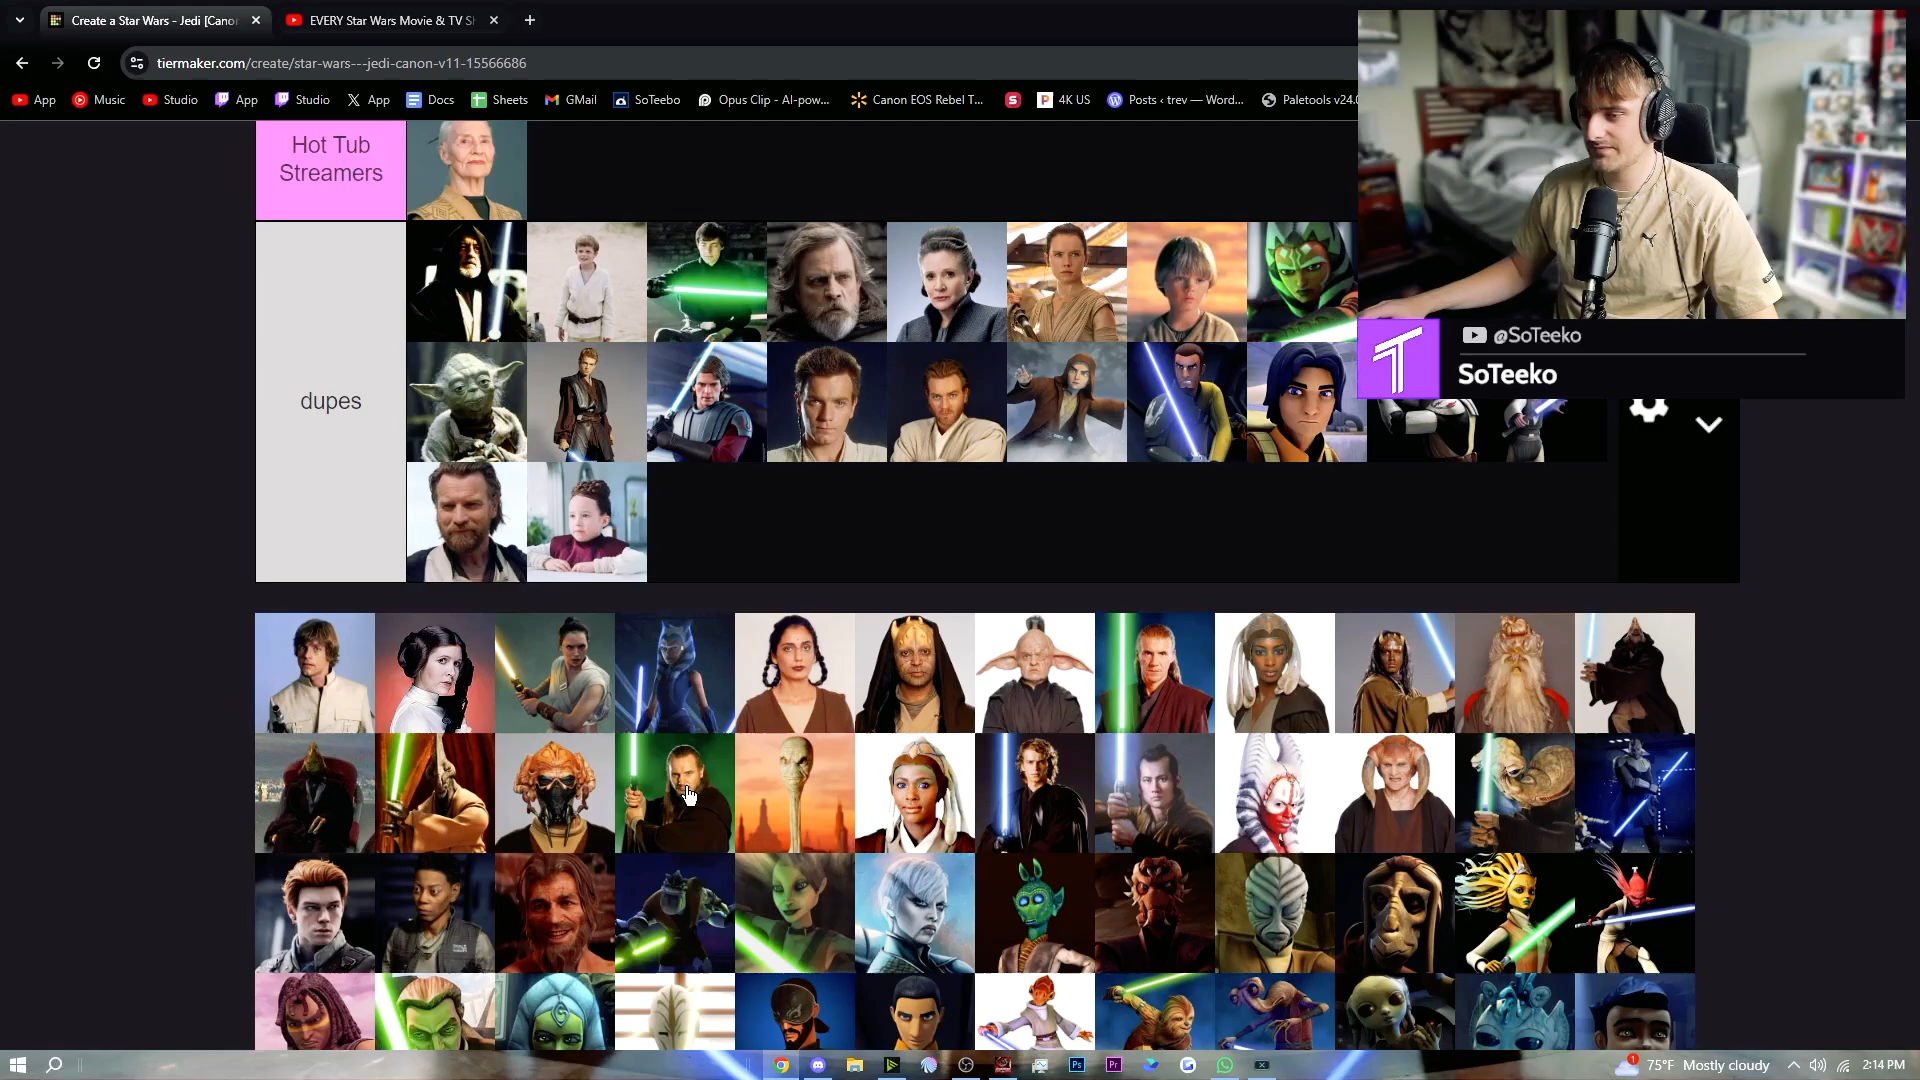 Create a Star Wars - Jedi [Cano
EVERY Star Wars Movie & TV S
tiermaker.com/create/star-wars---jedi-canon-v11-15566686
App
Music
Studio
App
Studio
App
Docs
Sheets
GMail
SoTeebo
Opus Clip - AI-pow...
Canon EOS Rebel T...
4K US
Posts ‹ trev — Word...
Paletools v24.0
Hot Tub
Streamers
dupes
@SoTeeko
SoTeeko
75°F Mostly cloudy
2:14 PM